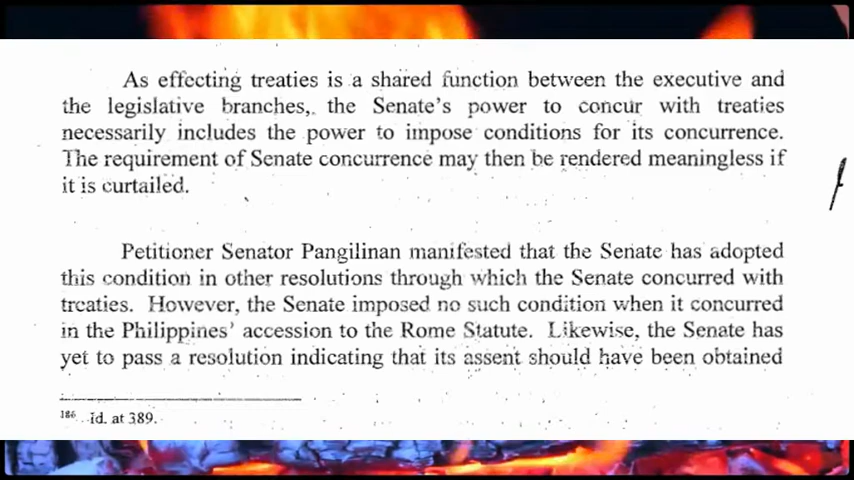 As effecting treaties is a shared function between the executive and
the legislative branches, the Senate's power to concur with treaties
necessarily includes the power to impose conditions for its concurrence.
The requirement of Senate concurrence may then be rendered meaningless if
it is curtailed.
Petitioner Senator Pangilinan manifested that the Senate has adopted
this condition in other resolutions through which the Senate concurred with
treaties. However, the Senate imposed no such condition when it concurred
in the Philippines' accession to the Rome Statute. Likewise, the Senate has
yet to pass a resolution indicating that its assent should have been obtained
186 Id. at 389.